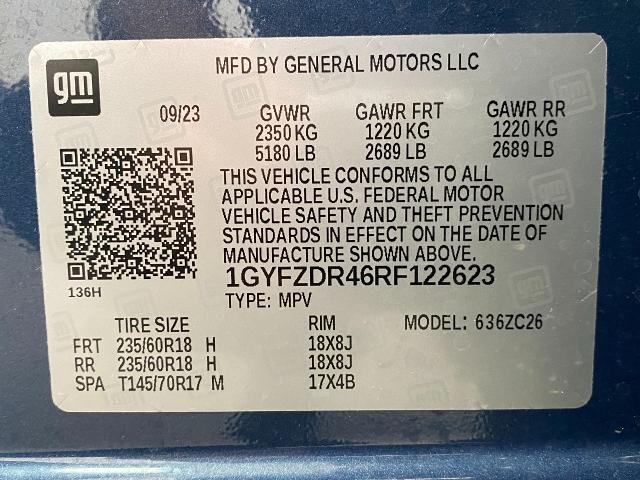 gm
MFD BY GENERAL MOTORS LLC
09/23 GVWR GAWR FRT GAWR RR
2350 KG 1220 KG 1220 KG
5180 LB 2689 LB 2689 LB
THIS VEHICLE CONFORMS TO ALL
APPLICABLE U.S. FEDERAL MOTOR
VEHICLE SAFETY AND THEFT PREVENTION
STANDARDS IN EFFECT ON THE DATE OF
MANUFACTURE SHOWN ABOVE.
136H
1GYFZDR46RF122623
TYPE: MPV
TIRE SIZE RIM MODEL: 636ZC26
FRT 235/60R18 H 18X8J
RR 235/60R18 H 18X8J
SPA T145/70R17 M 17X4B